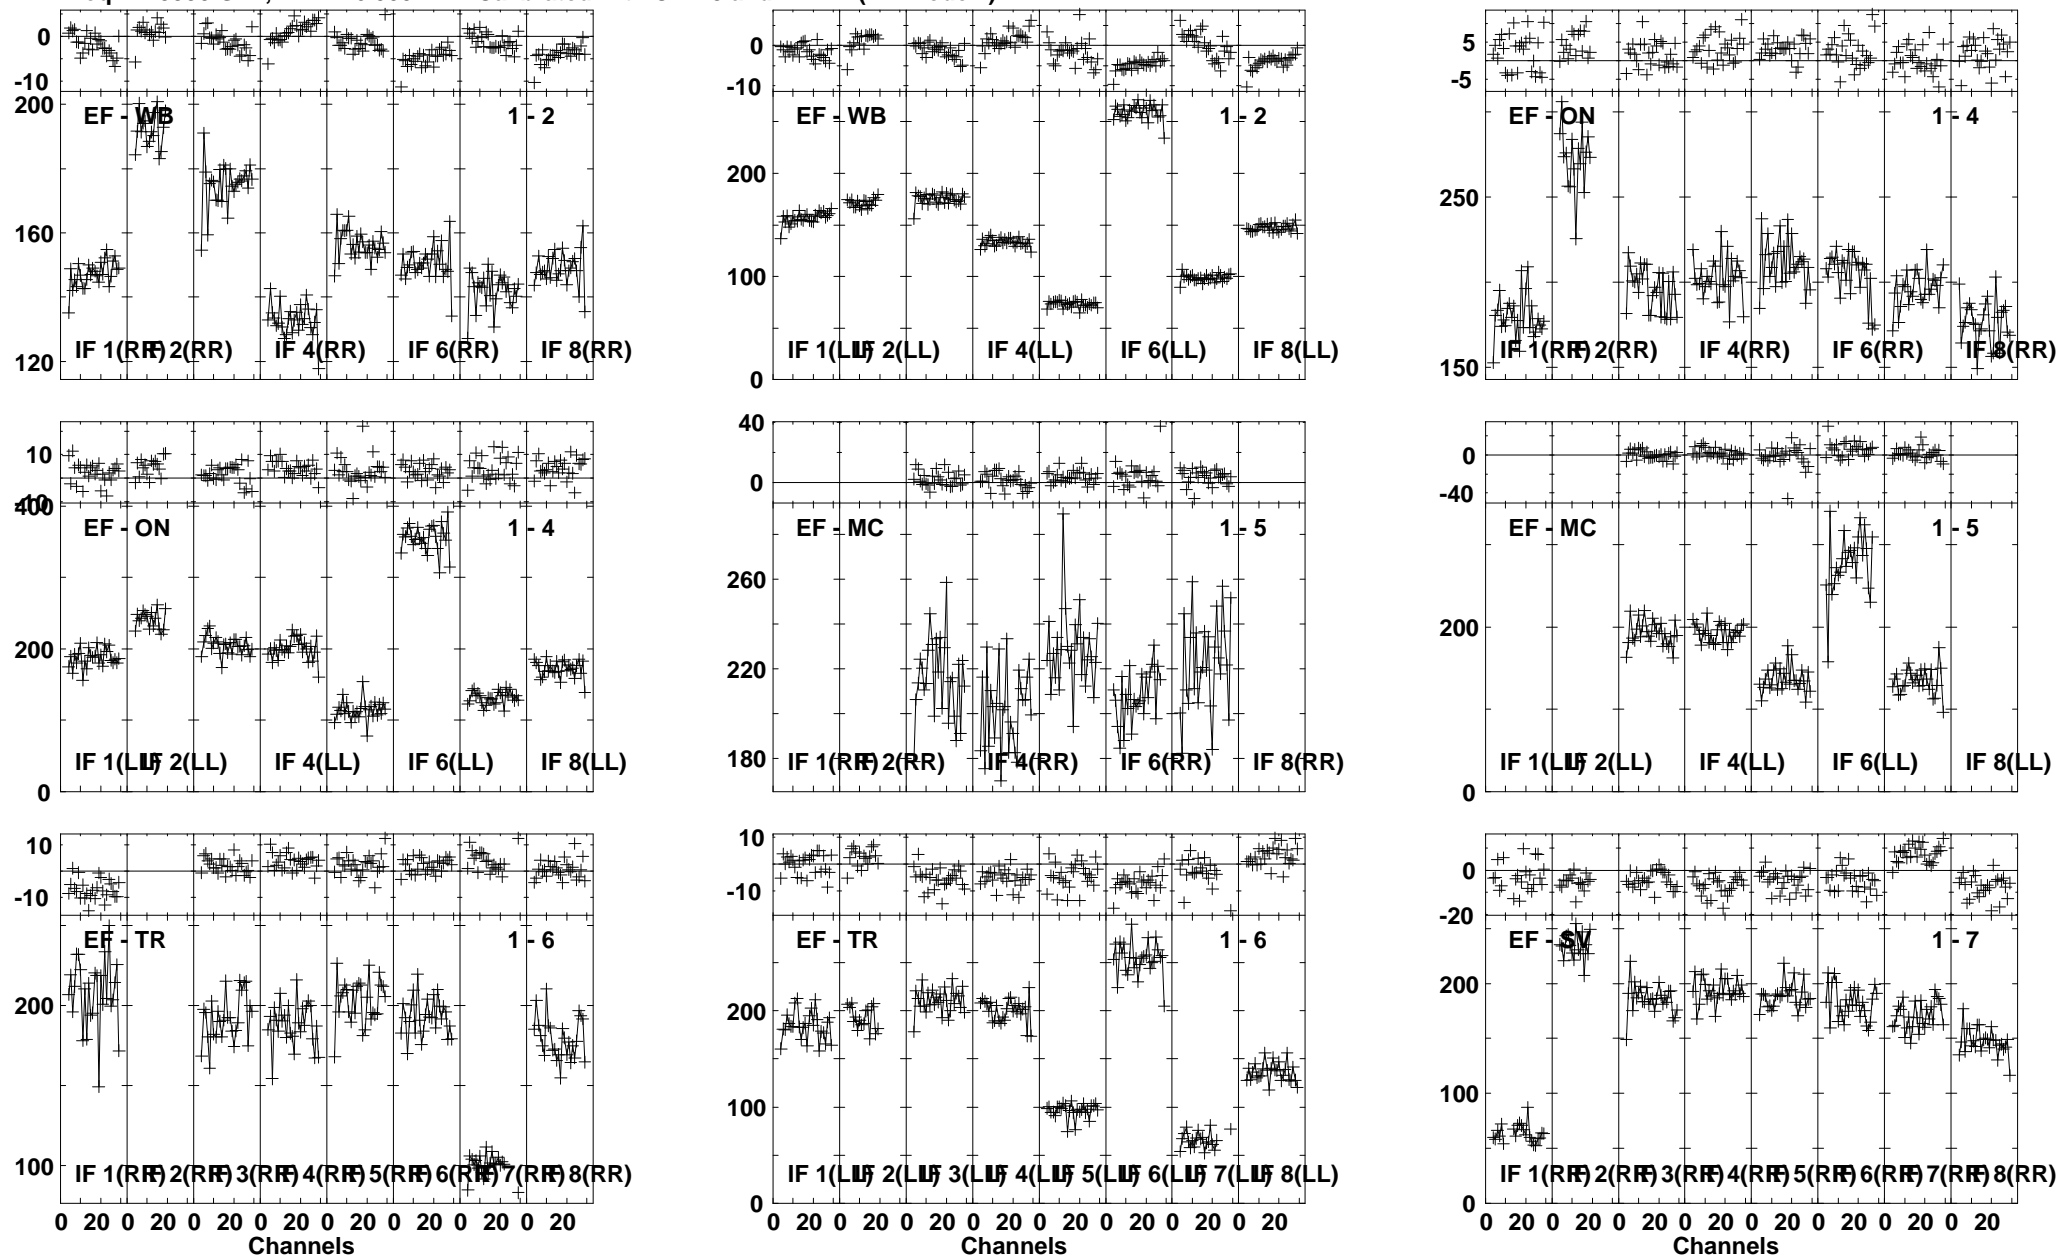 0 0 5
-10 -10 -5
200 EF - WB 1 - 2 EF - WB 1 - 2 EF - ON 1 - 4
200 250
160
100
120 IF 1(RR) IF 2(RR) IF 4(RR) IF 6(RR) IF 8(RR) IF 1(LL) IF 2(LL) IF 4(LL) IF 6(LL) IF 8(LL) 150 IF 1(RR) IF 2(RR) IF 4(RR) IF 6(RR) IF 8(RR)
0
10 40 0
-10 0 -40
400 EF - ON 1 - 4 EF - MC 1 - 5 EF - MC 1 - 5
260
200 220 200
180
IF 1(LL) IF 2(LL) IF 4(LL) IF 6(LL) IF 8(LL) IF 1(RR) IF 2(RR) IF 4(RR) IF 6(RR) IF 8(RR) IF 1(LL) IF 2(LL) IF 4(LL) IF 6(LL) IF 8(LL)
0 0
10 10 0
-10 -10 -20
EF - TR 1 - 6 EF - TR 1 - 6 EF - SV 1 - 7
200 200 200
100 100 100
IF 1(RR) IF 2(RR) IF 3(RR) IF 4(RR) IF 5(RR) IF 6(RR) IF 7(RR) IF 8(RR) IF 1(LL) IF 2(LL) IF 3(LL) IF 4(LL) IF 5(LL) IF 6(LL) IF 7(LL) IF 8(LL) IF 1(RR) IF 2(RR) IF 3(RR) IF 4(RR) IF 5(RR) IF 6(RR) IF 7(RR) IF 8(RR)
0 0
0 20 0 20 0 20 0 20 0 20 0 20 0 20 0 20 0 20 0 20 0 20 0 20 0 20 0 20 0 20 0 20 0 20 0 20 0 20 0 20 0 20 0 20 0 20 0 20
Channels Channels Channels